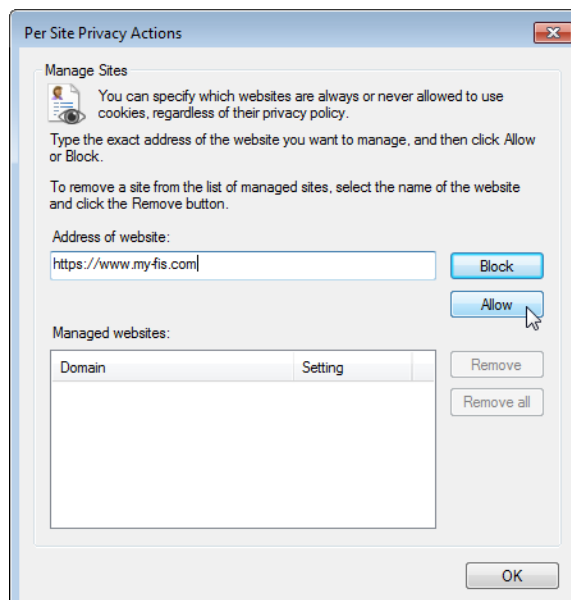 Per Site Privacy Actions
Manage Sites
You can specify which websites are always or never allowed to use
cookies, regardless of their privacy policy.
Type the exact address of the website you want to manage, and then click Allow
or Block.
To remove a site from the list of managed sites, select the name of the website
and click the Remove button.
Address of website:
https://www.my-fis.com
Block
Allow
Managed websites:
Domain
Setting
Remove
Remove all
OK